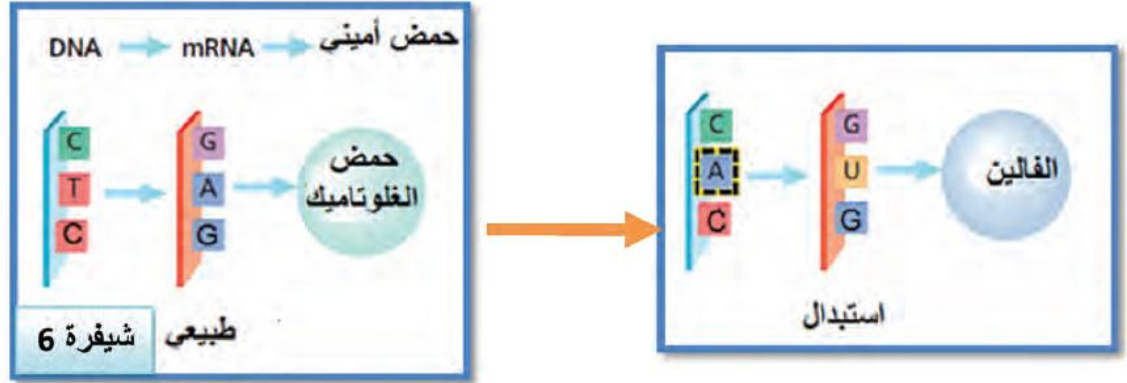 DNA mRNA حمض أميني
C G
T A
C G
حمض
الغلوتاميك
شيفرة 6 طبيعي
C G
A U
C G
الفالين
استبدال